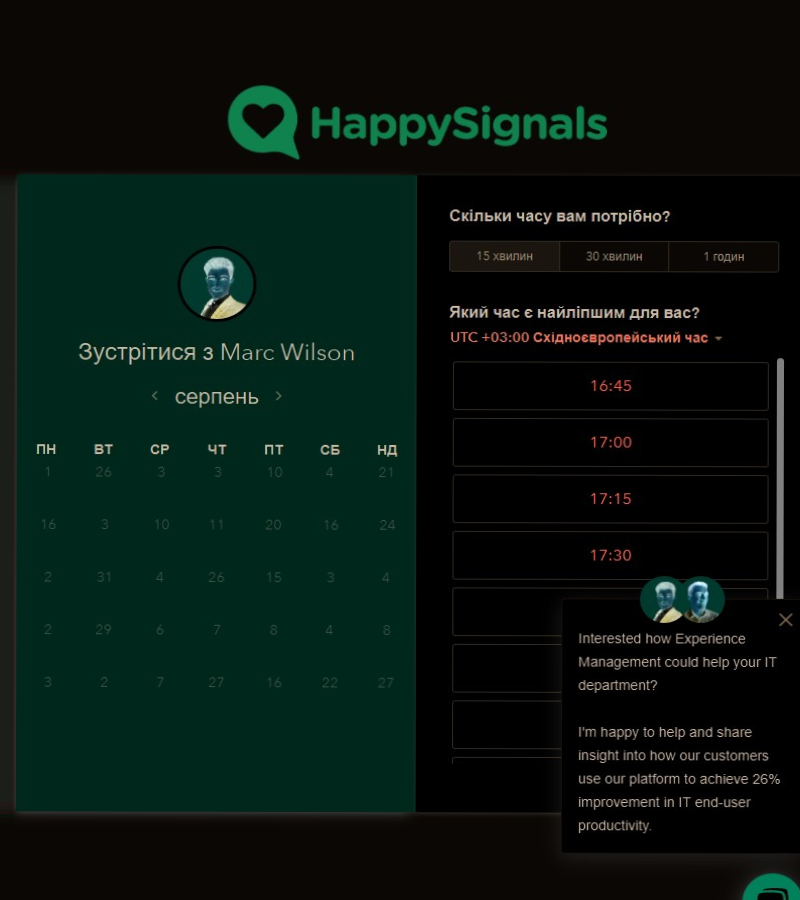 HappySignals
Зустрітися з Marc Wilson
серпень
ПН ВТ СР ЧТ ПТ СБ НД
1 26 3 3 10 4 21
16 3 10 11 20 16 24
2 31 4 26 15 3 4
2 29 6 7 8 4 8
3 2 7 27 16 22 27
Скільки часу вам потрібно?
15 хвилин 30 хвилин 1 годин
Який час є найліпшим для вас?
UTC +03:00 Східноєвропейський час
16:45
17:00
17:15
17:30
Interested how Experience
Management could help your IT
department?
I'm happy to help and share
insight into how our customers
use our platform to achieve 26%
improvement in IT end-user
productivity.